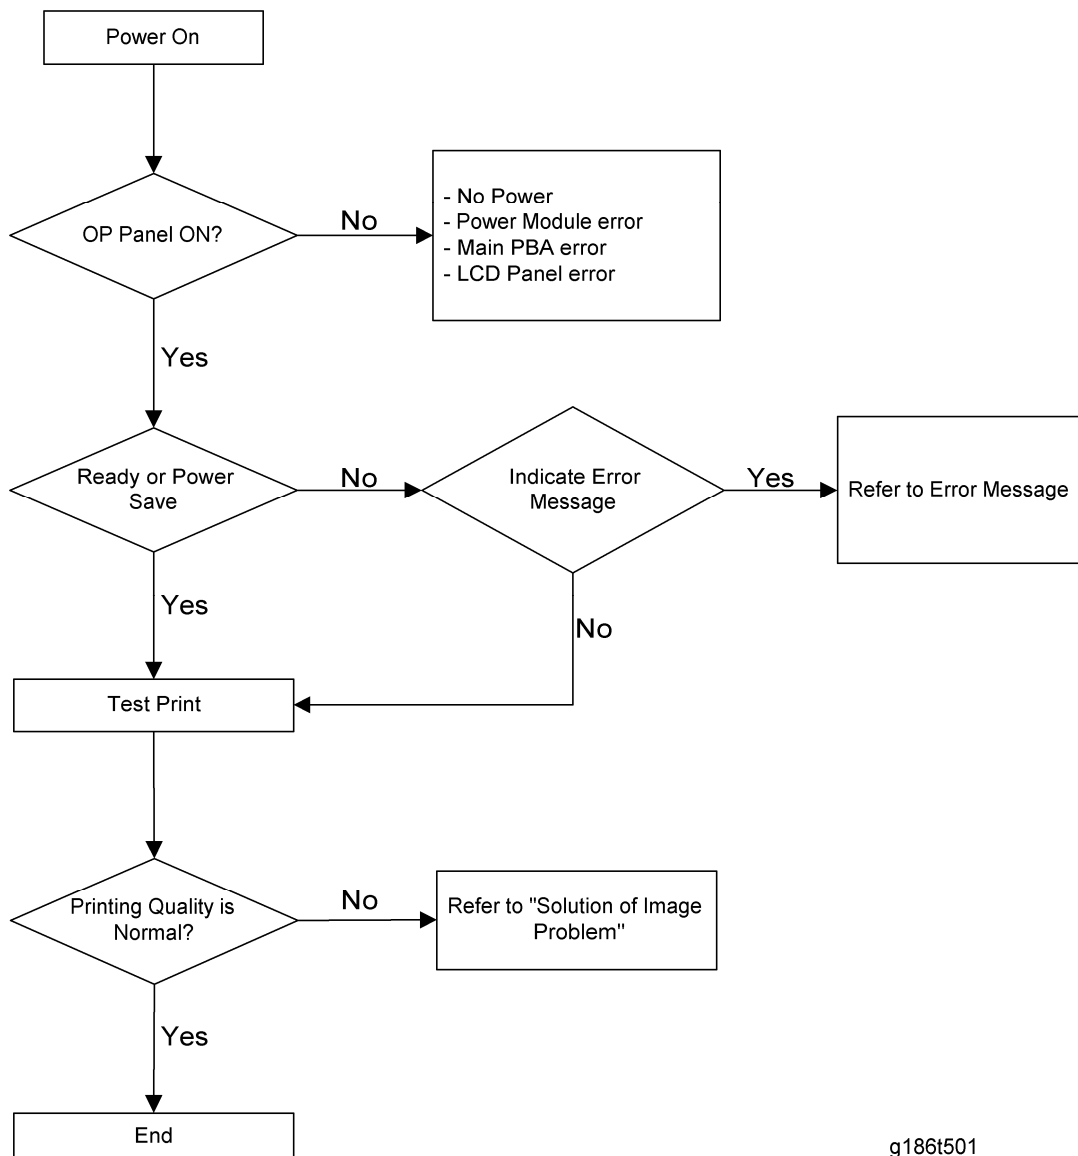 Power On
OP Panel ON?
No
- No Power
- Power Module error
- Main PBA error
- LCD Panel error
Yes
Ready or Power
Save
No
Indicate Error
Message
Yes
Refer to Error Message
Yes
No
Test Print
Printing Quality is
Normal?
No
Refer to "Solution of Image
Problem"
Yes
End
g186t501